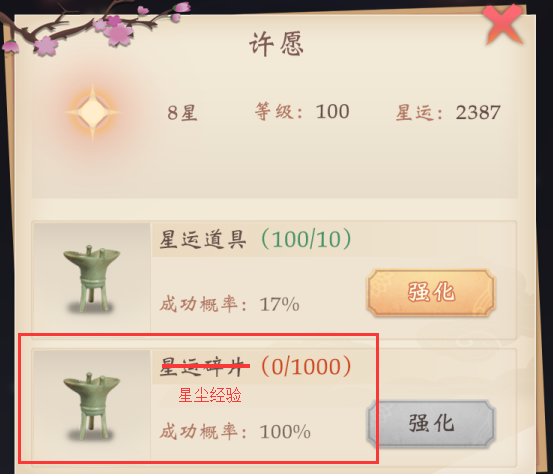 许愿
8星 等级：100 星运：2387
星运道具（100/10）
成功概率：17% 强化
星运碎片（0/1000）
星尘经验
成功概率：100% 强化